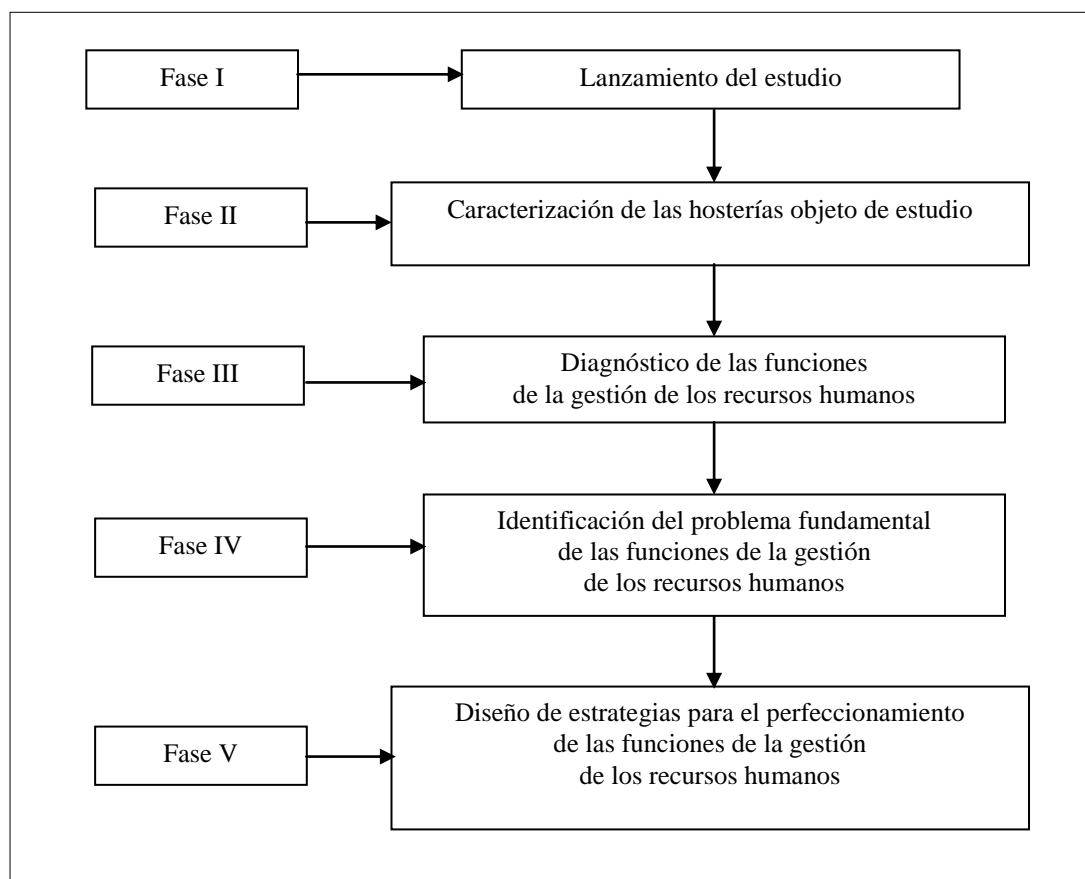 Fase I
Lanzamiento del estudio
Fase II
Caracterización de las hosterías objeto de estudio
Fase III
Diagnóstico de las funciones
de la gestión de los recursos humanos
Fase IV
Identificación del problema fundamental
de las funciones de la gestión
de los recursos humanos
Fase V
Diseño de estrategias para el perfeccionamiento
de las funciones de la gestión
de los recursos humanos